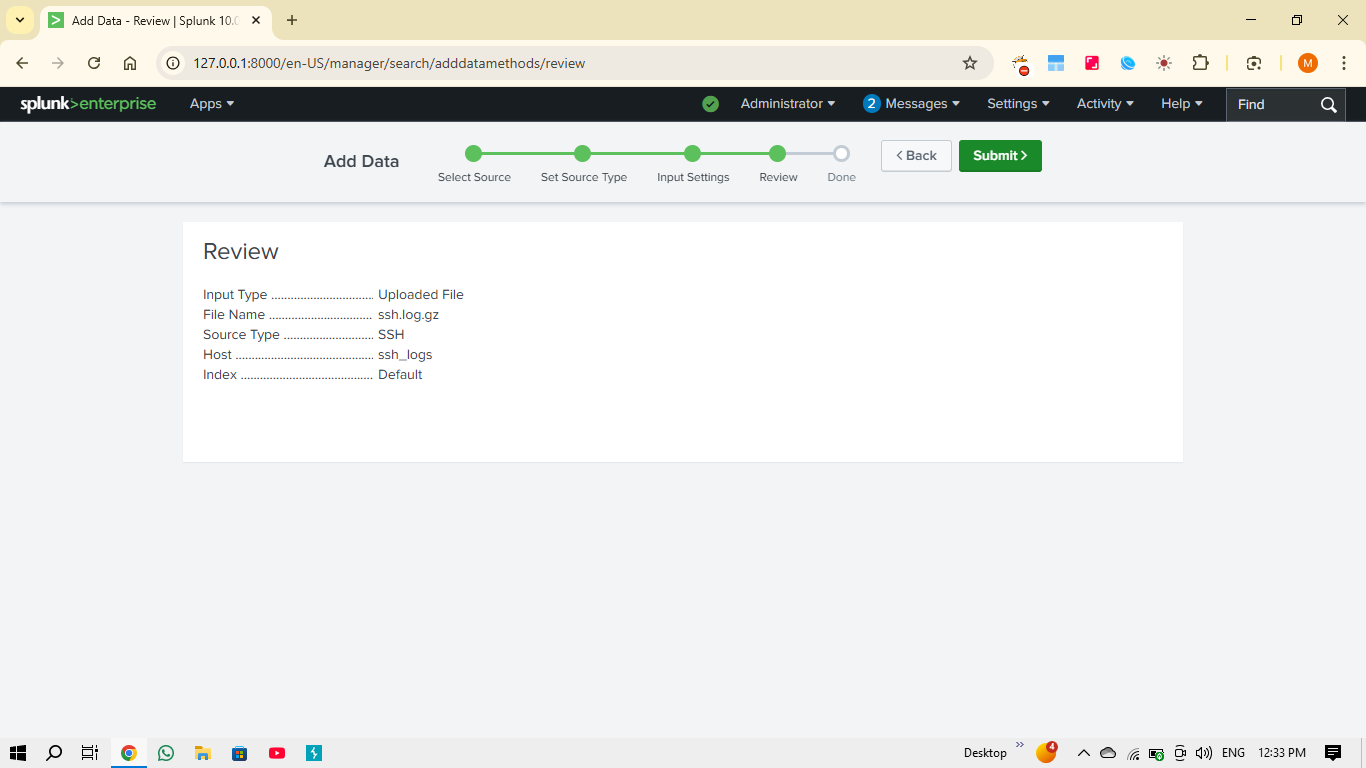 Add Data - Review | Splunk 10.0
127.0.0.1:8000/en-US/manager/search/adddatamethods/review
M
splunk>enterprise Apps Administrator 2 Messages Settings Activity Help Find
Add Data
Select Source Set Source Type Input Settings Review Done
< Back Submit >
Review
Input Type ................................ Uploaded File
File Name ................................ ssh.log.gz
Source Type ............................ SSH
Host ........................................... ssh_logs
Index ......................................... Default
Desktop 4 ENG 12:33 PM